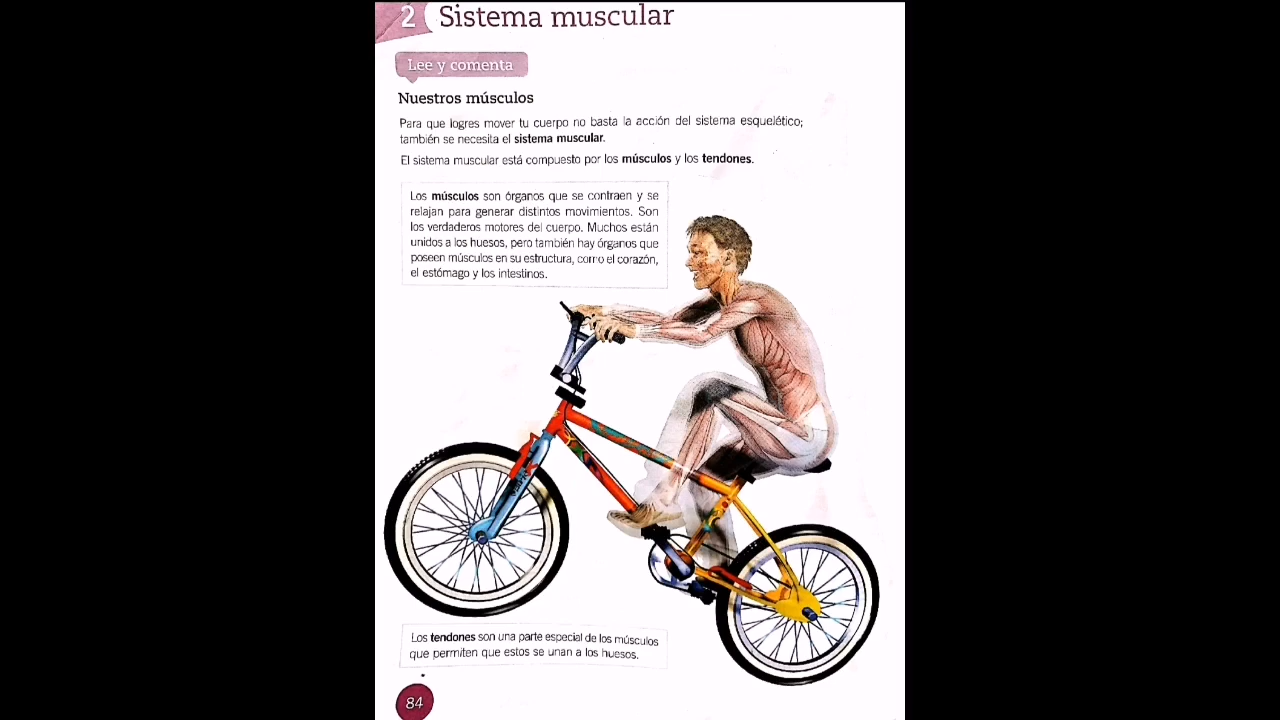 2 Sistema muscular
Lee y comenta
Nuestros músculos
Para que logres mover tu cuerpo no basta la acción del sistema esquelético;
también se necesita el sistema muscular.
El sistema muscular está compuesto por los músculos y los tendones.
Los músculos son órganos que se contraen y se
relajan para generar distintos movimientos. Son
los verdaderos motores del cuerpo. Muchos están
unidos a los huesos, pero también hay órganos que
poseen músculos en su estructura, como el corazón,
el estómago y los intestinos.
Los tendones son una parte especial de los músculos
que permiten que estos se unan a los huesos.
84